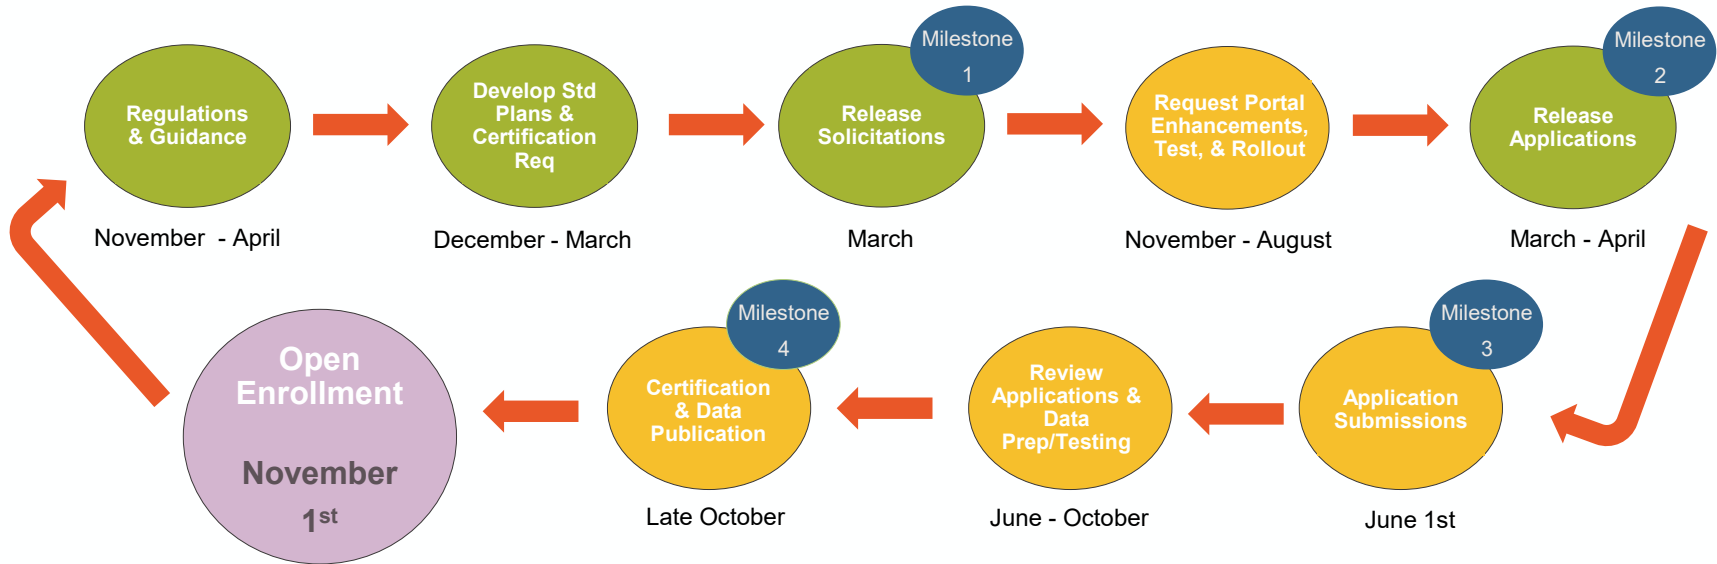 Regulations
& Guidance
November - April
Develop Std
Plans &
Certification
Req
December - March
Milestone
1
Release
Solicitations
March
Request Portal
Enhancements,
Test, & Rollout
November - August
Milestone
2
Release
Applications
March - April
Milestone
3
Application
Submissions
June 1st
Review
Applications &
Data
Prep/Testing
June - October
Milestone
4
Certification
& Data
Publication
Late October
Open
Enrollment
November
1st